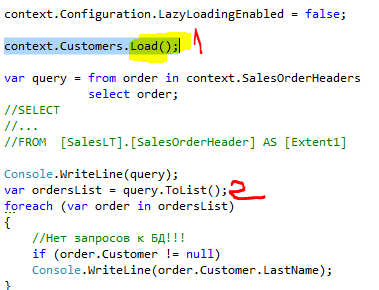 context.Configuration.LazyLoadingEnabled = false;
context.Customers.Load(); 1
var query = from order in context.SalesOrderHeaders
select order;
//SELECT
//...
//FROM [SalesLT].[SalesOrderHeader] AS [Extent1]
Console.WriteLine(query);
var ordersList = query.ToList(); 2
foreach (var order in ordersList)
{
//Нет запросов к БД!!!
if (order.Customer != null)
Console.WriteLine(order.Customer.LastName);
}